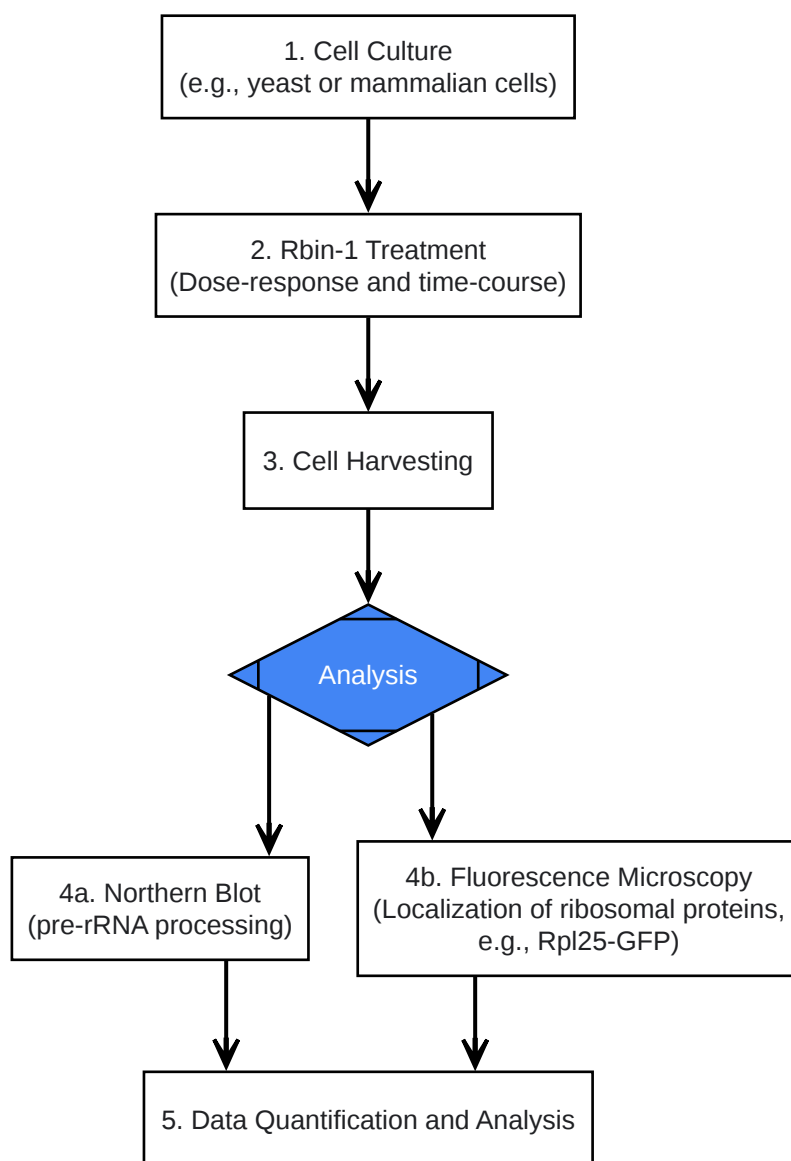 1. Cell Culture
(e.g., yeast or mammalian cells)
2. Rbin-1 Treatment
(Dose-response and time-course)
3. Cell Harvesting
Analysis
4a. Northern Blot
(pre-rRNA processing)
4b. Fluorescence Microscopy
(Localization of ribosomal proteins,
e.g., Rpl25-GFP)
5. Data Quantification and Analysis